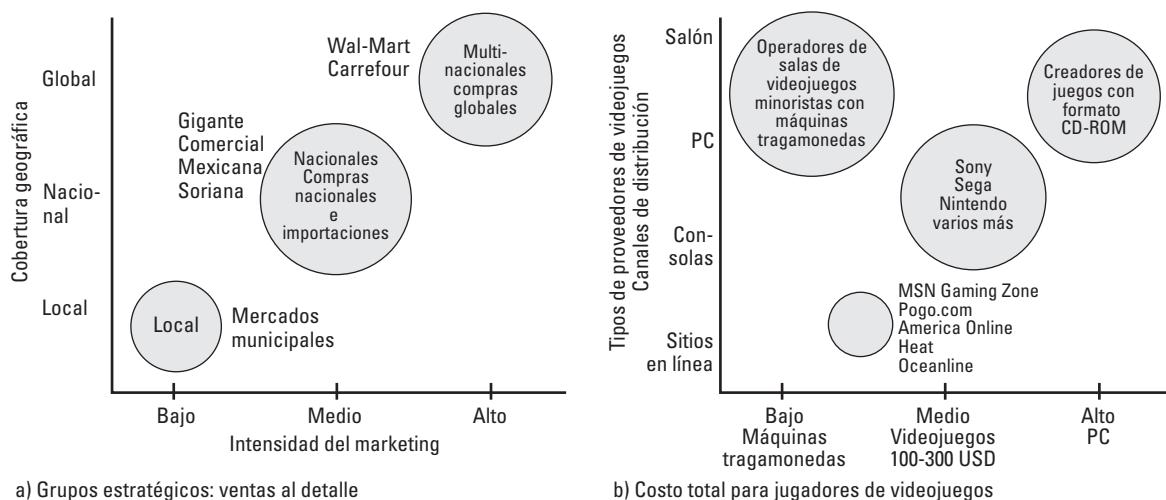 Cobertura geográfica
Global
Nacio-
nal
Local
Wal-Mart
Carrefour
Multi-
nacionales
compras
globales
Gigante
Comercial
Mexicana
Soriana
Nacionales
Compras
nacionales
e
importaciones
Local
Mercados
municipales
Bajo
Medio
Alto
Intensidad del marketing
a) Grupos estratégicos: ventas al detalle
Tipos de proveedores de videojuegos
Canales de distribución
Salón
PC
Con-
solas
Sitios
en línea
Operadores de
salas de
videojuegos
minoristas con
máquinas
tragamonedas
Creadores de
juegos con
formato
CD-ROM
Sony
Sega
Nintendo
varios más
MSN Gaming Zone
Pogo.com
America Online
Heat
Oceanline
Bajo
Máquinas
tragamonedas
Medio
Videojuegos
100-300 USD
Alto
PC
b) Costo total para jugadores de videojuegos